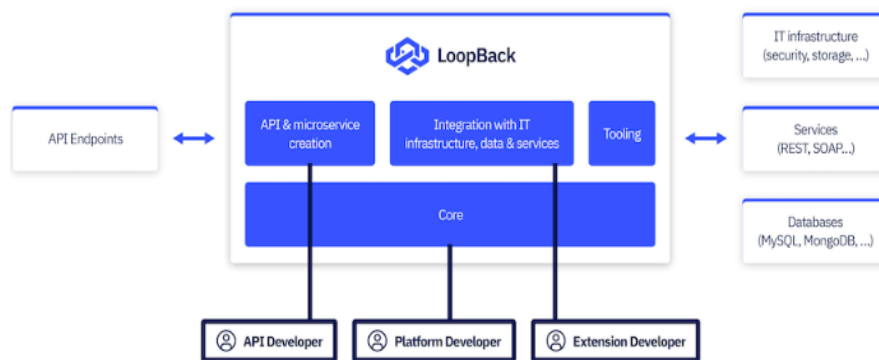 LoopBack
IT infrastructure
(security, storage, ...)
API Endpoints
API & microservice
creation
Integration with IT
infrastructure, data & services
Tooling
Services
(REST, SOAP...)
Core
Databases
(MySQL, MongoDB, ...)
API Developer
Platform Developer
Extension Developer